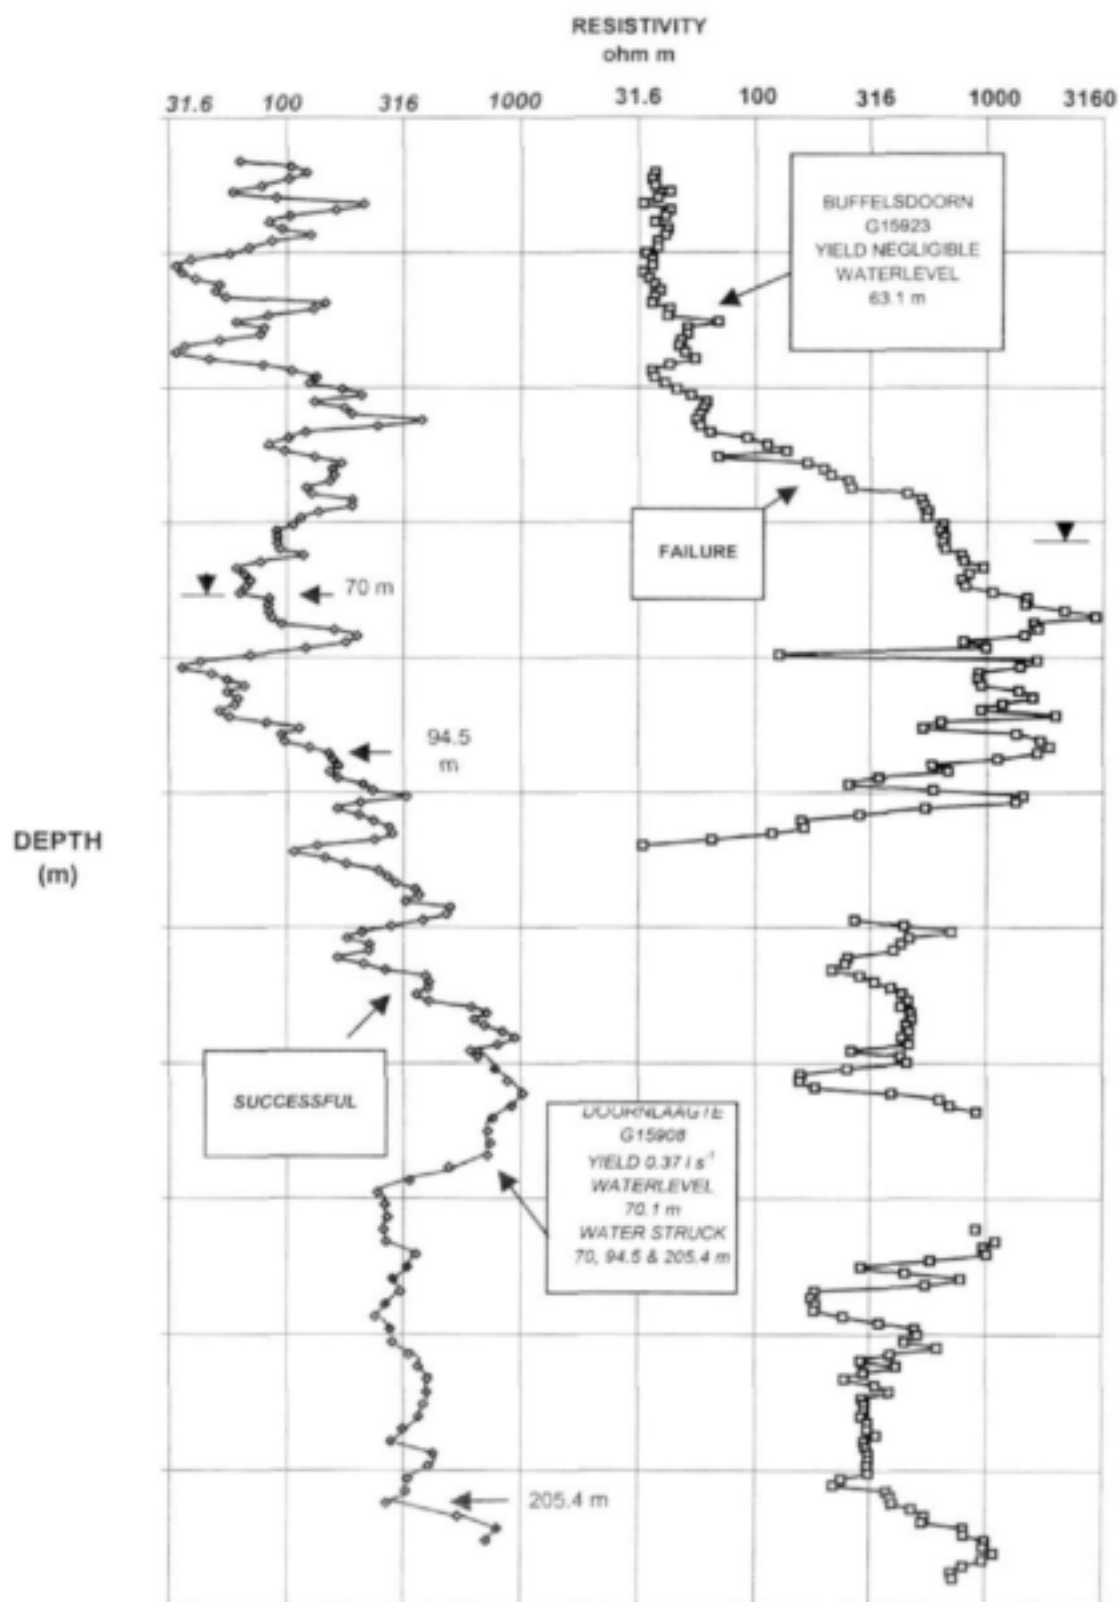 RESISTIVITY
ohm m
31.6 100 316 1000 31.6 100 316 1000 3160
BUFFELSDOORN
G15923
YIELD NEGLIGIBLE
WATERLEVEL
63.1 m
FAILURE
70 m
94.5
m
DEPTH
(m)
SUCCESSFUL
DOORNLAAGTE
G15908
YIELD 0.37 l s⁻¹
WATERLEVEL
70.1 m
WATER STRUCK
70, 94.5 & 205.4 m
205.4 m